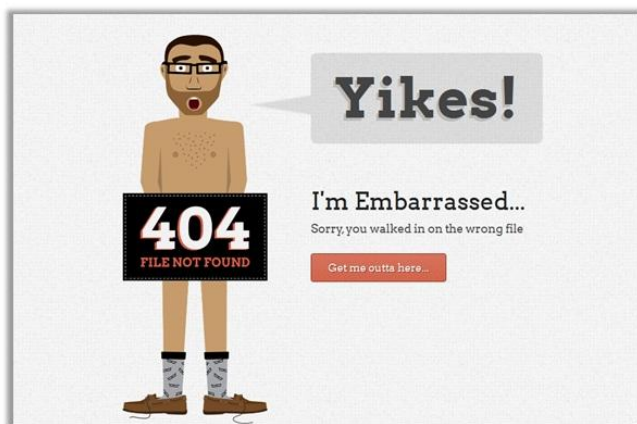 Yikes!
404
FILE NOT FOUND
I'm Embarrassed...
Sorry, you walked in on the wrong file
Get me outta here...